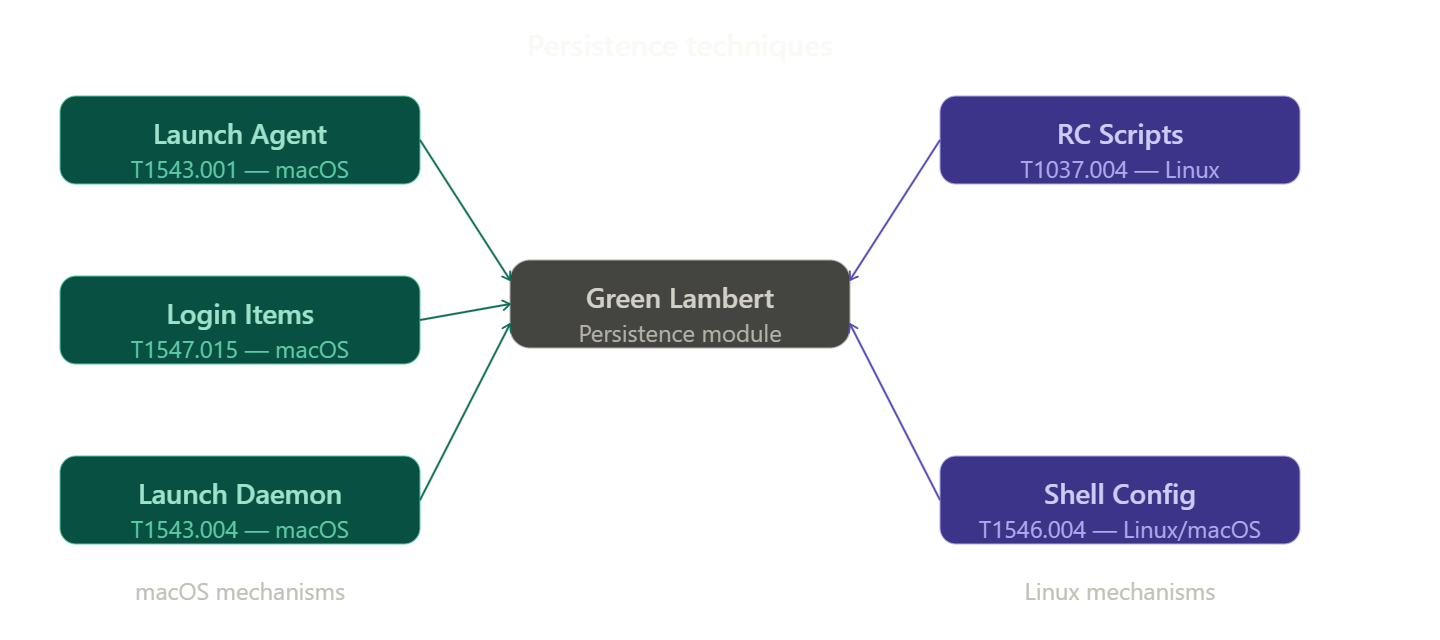 Persistence techniques
Launch Agent
T1543.001 — macOS
RC Scripts
T1037.004 — Linux
Green Lambert
Persistence module
Login Items
T1547.015 — macOS
Launch Daemon
T1543.004 — macOS
Shell Config
T1546.004 — Linux/macOS
macOS mechanisms
Linux mechanisms